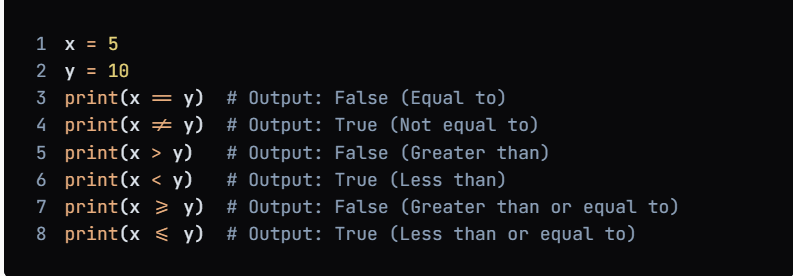 1 x = 5
2 y = 10
3 print(x == y)  # Output: False (Equal to)
4 print(x != y)  # Output: True (Not equal to)
5 print(x > y)   # Output: False (Greater than)
6 print(x < y)   # Output: True (Less than)
7 print(x >= y)  # Output: False (Greater than or equal to)
8 print(x <= y)  # Output: True (Less than or equal to)